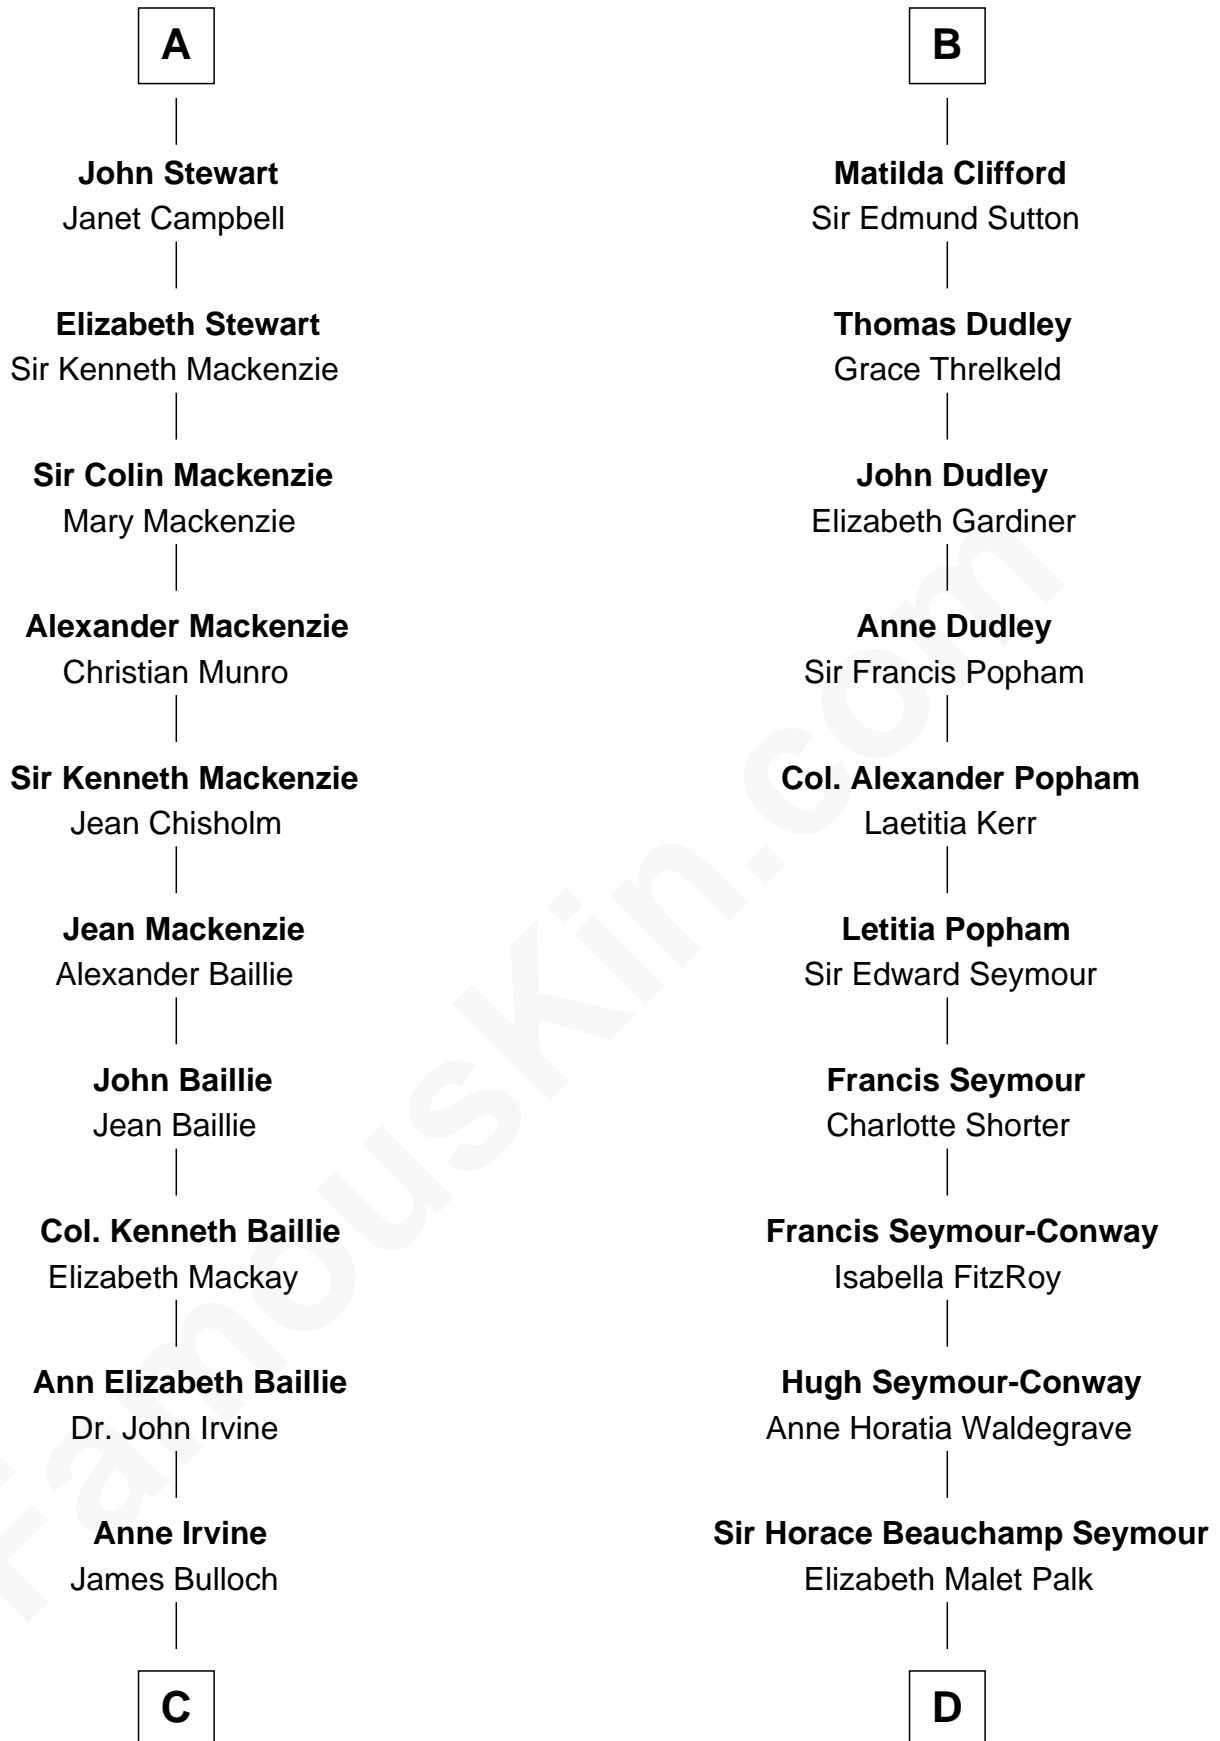 A
John Stewart
Janet Campbell
Elizabeth Stewart
Sir Kenneth Mackenzie
Sir Colin Mackenzie
Mary Mackenzie
Alexander Mackenzie
Christian Munro
Sir Kenneth Mackenzie
Jean Chisholm
Jean Mackenzie
Alexander Baillie
John Baillie
Jean Baillie
Col. Kenneth Baillie
Elizabeth Mackay
Ann Elizabeth Baillie
Dr. John Irvine
Anne Irvine
James Bulloch
C
B
Matilda Clifford
Sir Edmund Sutton
Thomas Dudley
Grace Threlkeld
John Dudley
Elizabeth Gardiner
Anne Dudley
Sir Francis Popham
Col. Alexander Popham
Laetitia Kerr
Letitia Popham
Sir Edward Seymour
Francis Seymour
Charlotte Shorter
Francis Seymour-Conway
Isabella FitzRoy
Hugh Seymour-Conway
Anne Horatia Waldegrave
Sir Horace Beauchamp Seymour
Elizabeth Malet Palk
D
FamousKin.com